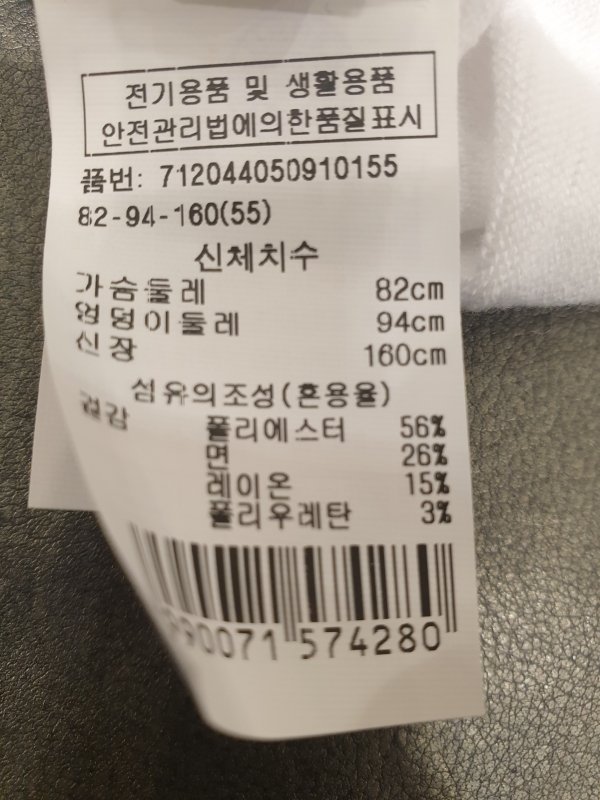 전기용품 및 생활용품
안전관리법에의한품질표시
품번: 712044050910155
82-94-160(55)
신체치수
가슴둘레 82cm
엉덩이둘레 94cm
신장 160cm
섬유의조성(혼용율)
겉감
폴리에스터 56%
면 26%
레이온 15%
폴리우레탄 3%
90071 574280